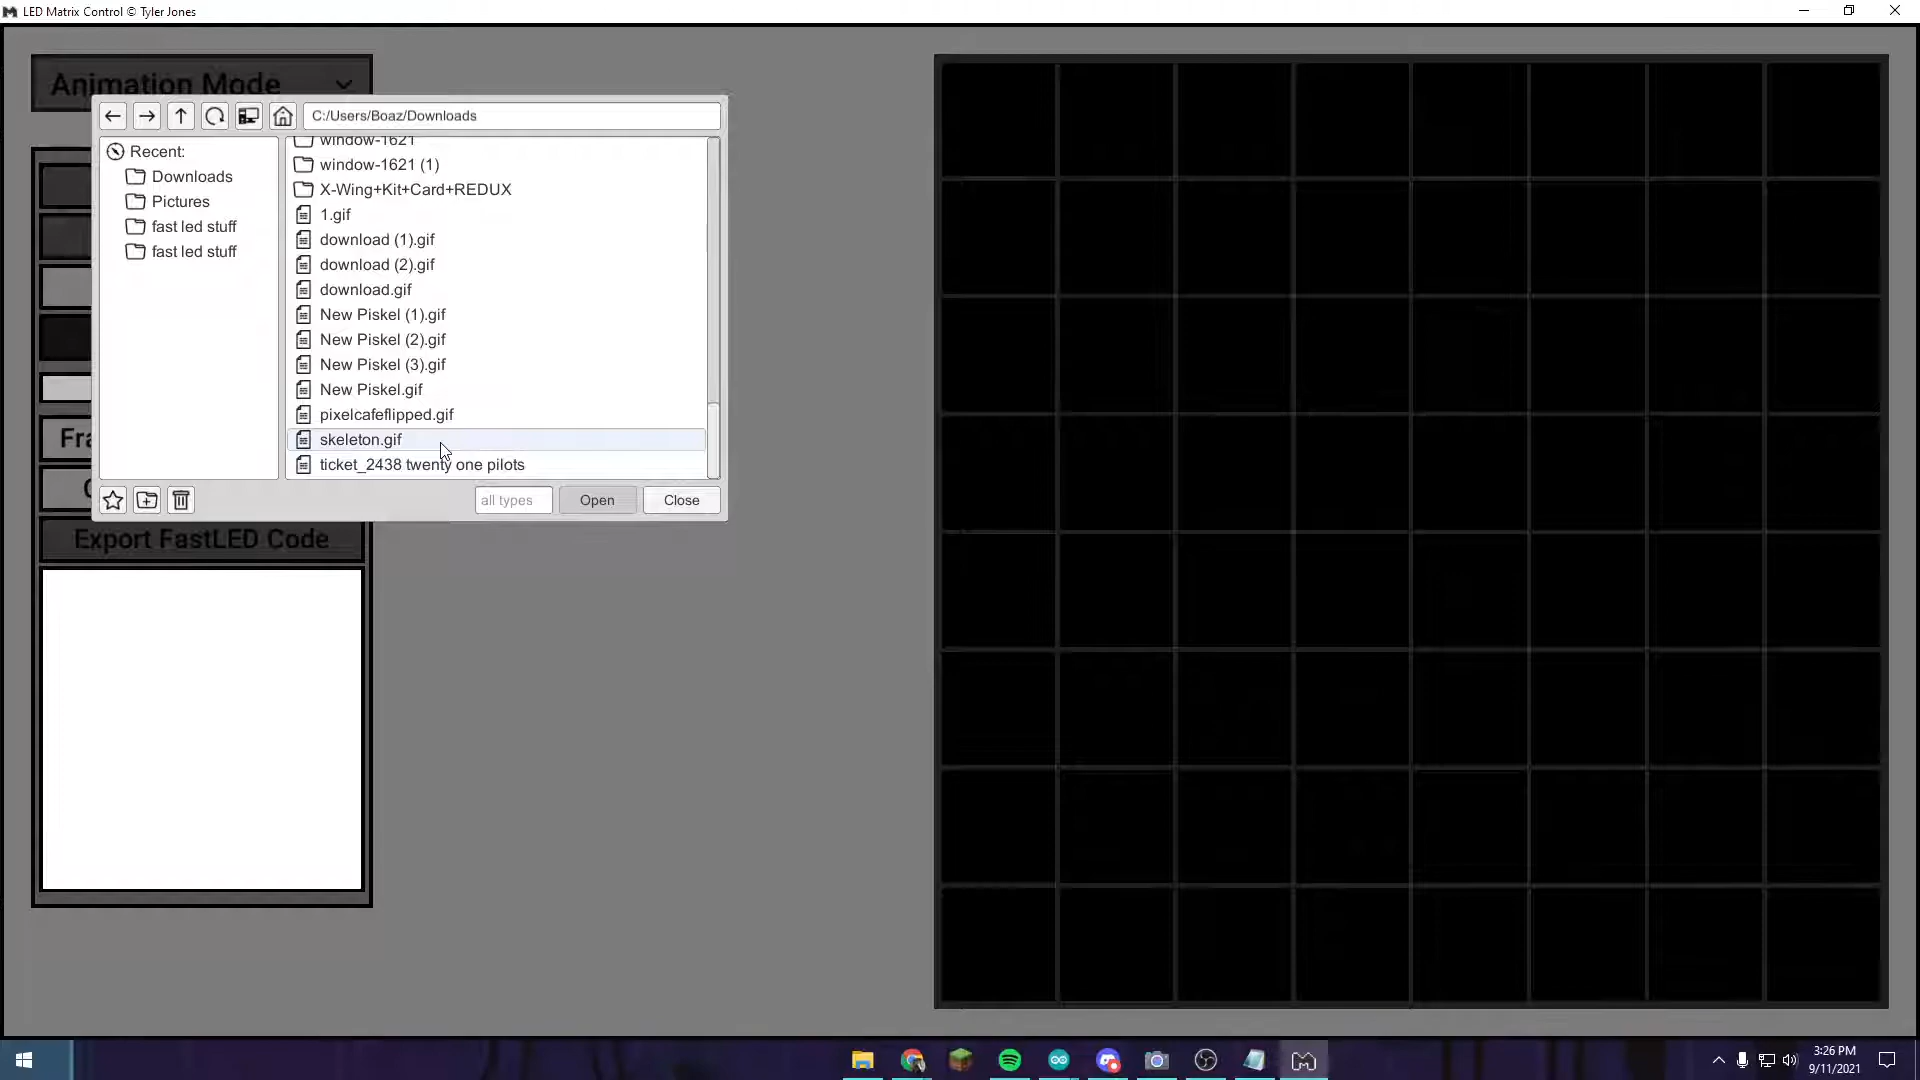 LED Matrix Control © Tyler Jones
Animation Mode
C:/Users/Boaz/Downloads
Recent:
Downloads
Pictures
fast led stuff
fast led stuff
window-1621
window-1621 (1)
X-Wing+Kit+Card+REDUX
1.gif
download (1).gif
download (2).gif
download.gif
New Piskel (1).gif
New Piskel (2).gif
New Piskel (3).gif
New Piskel.gif
pixelcafeflipped.gif
skeleton.gif
ticket_2438 twenty one pilots
all types
Open
Close
Fra
Export FastLED Code
3:26 PM
9/11/2021